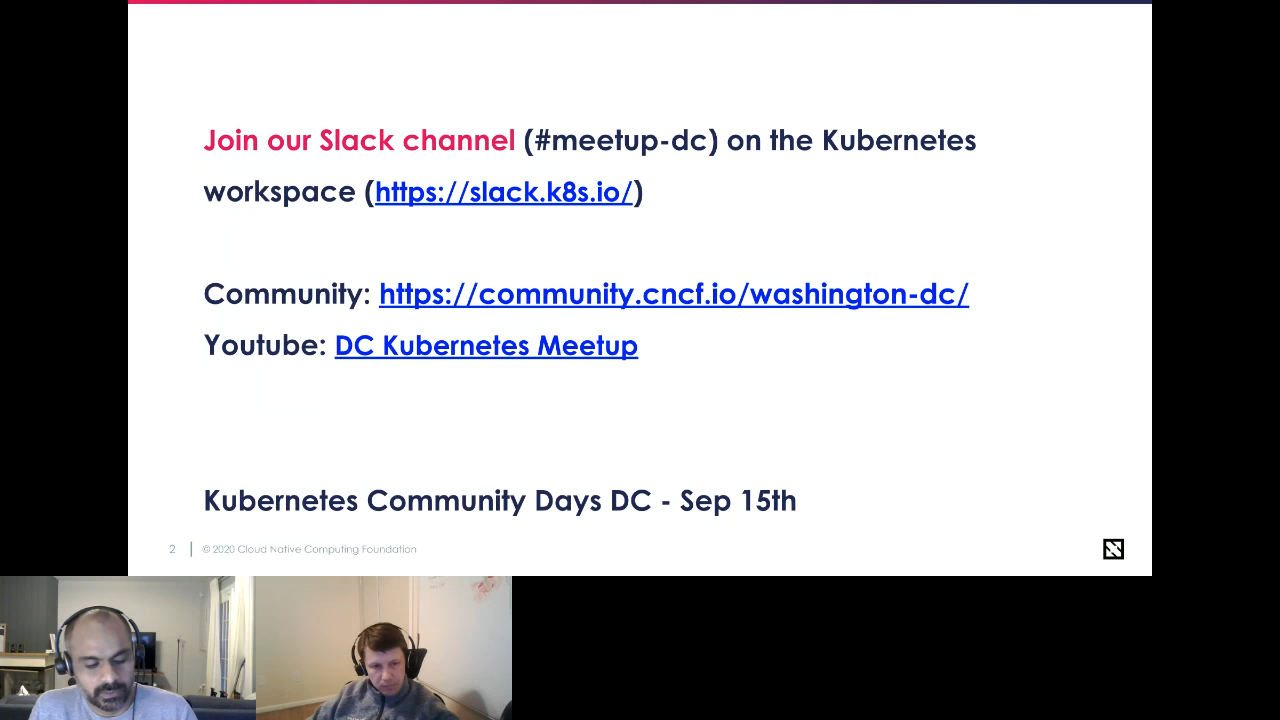 Join our Slack channel (#meetup-dc) on the Kubernetes
workspace (https://slack.k8s.io/)
Community: https://community.cncf.io/washington-dc/
Youtube: DC Kubernetes Meetup
Kubernetes Community Days DC - Sep 15th
2 © 2020 Cloud Native Computing Foundation